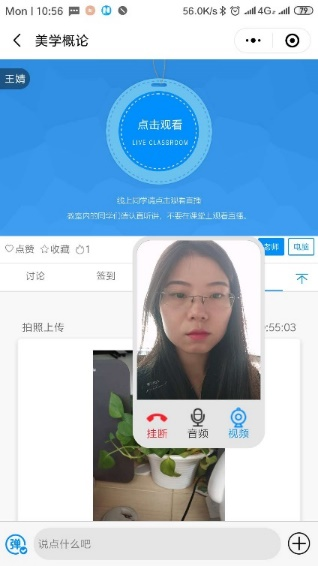 Mon | 10:56
56.0K/s
4G
79
美学概论
王婧
点击观看
LIVE CLASSROOM
线上同学请点击观看直播
教室内的同学们请认真听讲，不要在课堂上观看直播。
点赞
收藏
1
老师
电脑
讨论
签到
拍照上传
:55:03
挂断
音频
视频
弹
说点什么吧